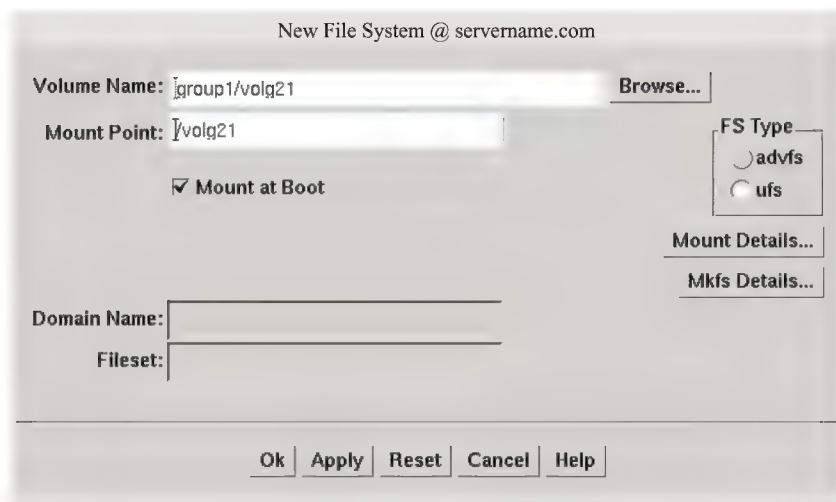 New File System @ servername.com
Volume Name: group1/volg21 Browse...
Mount Point: /volg21
FS Type
advfs
ufs
Mount at Boot
Mount Details...
Mkfs Details...
Domain Name:
Fileset:
Ok Apply Reset Cancel Help